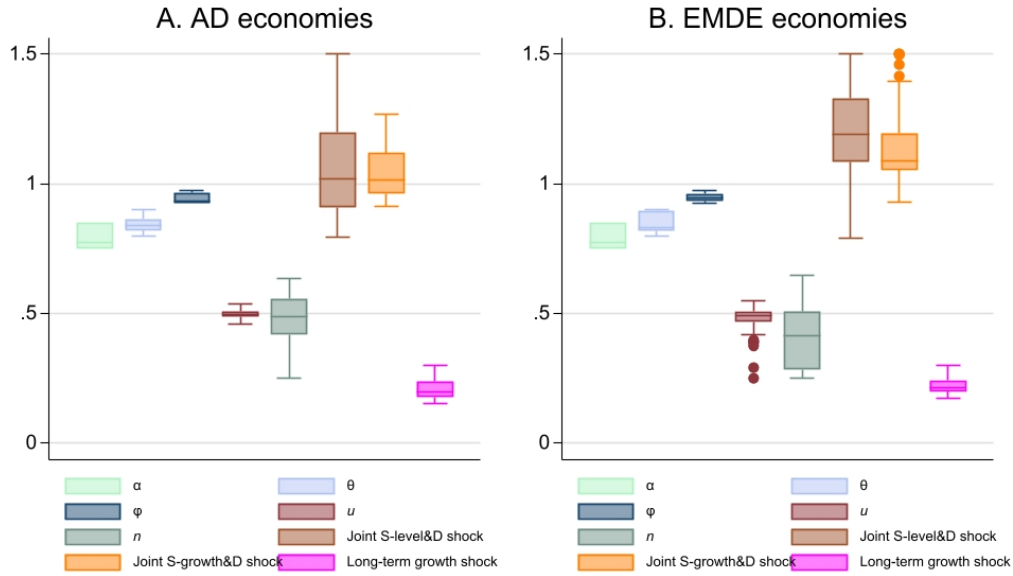 A. AD economies
1.5
1
.5
0
α
θ
φ
u
n
Joint S-level&D shock
Joint S-growth&D shock
Long-term growth shock
B. EMDE economies
1.5
1
.5
0
α
θ
φ
u
n
Joint S-level&D shock
Joint S-growth&D shock
Long-term growth shock